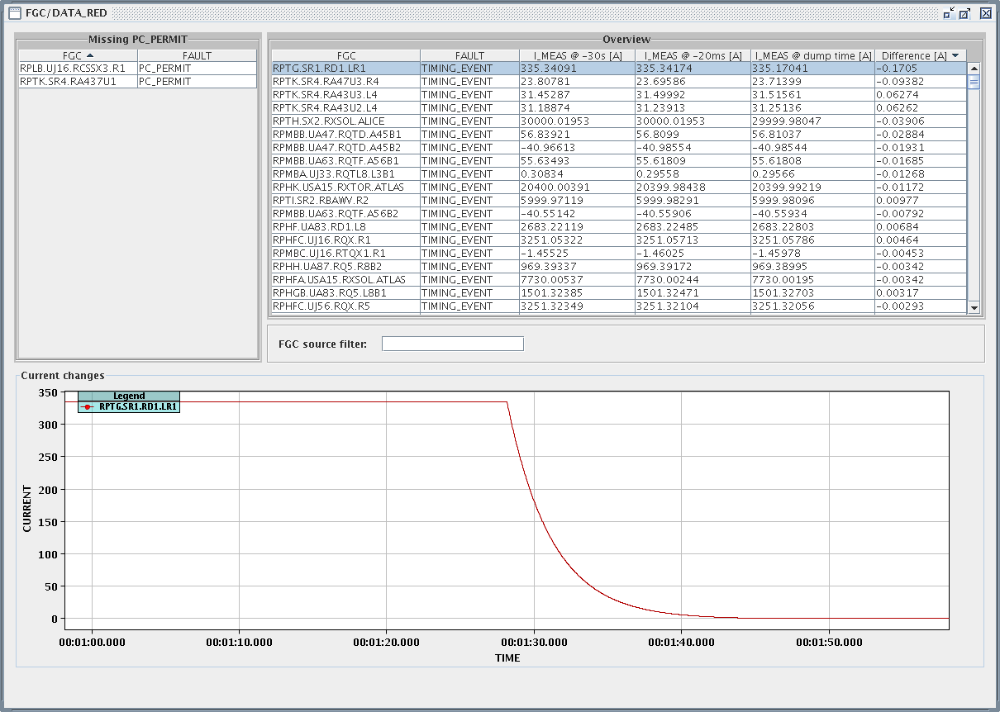 FGC/DATA_RED
Missing PC_PERMIT
FGC FAULT
RPLB.UJ16.RCSSX3.R1 PC_PERMIT
RPTK.SR4.RA437U1 PC_PERMIT
Overview
FGC FAULT I_MEAS @ -30s [A] I_MEAS @ -20ms [A] I_MEAS @ dump time [A] Difference [A]
RPTG.SR1.RD1.LR1 TIMING_EVENT 335.34091 335.34174 335.17041 -0.1705
RPTK.SR4.RA47U3.R4 TIMING_EVENT 23.80781 23.69586 23.71399 -0.09382
RPTK.SR4.RA43U3.L4 TIMING_EVENT 31.45287 31.49992 31.51561 0.06274
RPTK.SR4.RA43U2.L4 TIMING_EVENT 31.18874 31.23913 31.25136 0.06262
RPTH.SX2.RXSOL.ALICE TIMING_EVENT 30000.01953 30000.01953 29999.98047 -0.03906
RPMBB.UA47.RQTD.A45B1 TIMING_EVENT 56.83921 56.8099 56.81037 -0.02884
RPMBB.UA47.RQTD.A45B2 TIMING_EVENT -40.96613 -40.98554 -40.98544 -0.01931
RPMBB.UA63.RQTF.A56B1 TIMING_EVENT 55.63493 55.61809 55.61808 -0.01685
RPMBA.UJ33.RQTL8.L3B1 TIMING_EVENT 0.30834 0.29558 0.29566 -0.01268
RPHK.USA15.RXTOR.ATLAS TIMING_EVENT 20400.00391 20399.98438 20399.99219 -0.01172
RPTI.SR2.RBAWV.R2 TIMING_EVENT 5999.97119 5999.98291 5999.98096 0.00977
RPMBB.UA63.RQTF.A56B2 TIMING_EVENT -40.55142 -40.55906 -40.55934 -0.00792
RPHF.UA83.RD1.L8 TIMING_EVENT 2683.22119 2683.22485 2683.22803 0.00684
RPHFC.UJ16.RQX.R1 TIMING_EVENT 3251.05322 3251.05713 3251.05786 0.00464
RPMBC.UJ16.RTQX1.R1 TIMING_EVENT -1.45525 -1.46025 -1.45978 -0.00453
RPHH.UA87.RQ5.R8B2 TIMING_EVENT 969.39337 969.39172 969.38995 -0.00342
RPHFA.USA15.RXSOL.ATLAS TIMING_EVENT 7730.00537 7730.00244 7730.00195 -0.00342
RPHGB.UA83.RQ5.L8B1 TIMING_EVENT 1501.32385 1501.32471 1501.32703 0.00317
RPHFC.UJ56.RQX.R5 TIMING_EVENT 3251.32349 3251.32104 3251.32056 -0.00293
FGC source filter:
Current changes
Legend
RPTG.SR1.RD1.LR1
350
300
250
200
150
100
50
0
CURRENT
00:01:00.000 00:01:10.000 00:01:20.000 00:01:30.000 00:01:40.000 00:01:50.000
TIME